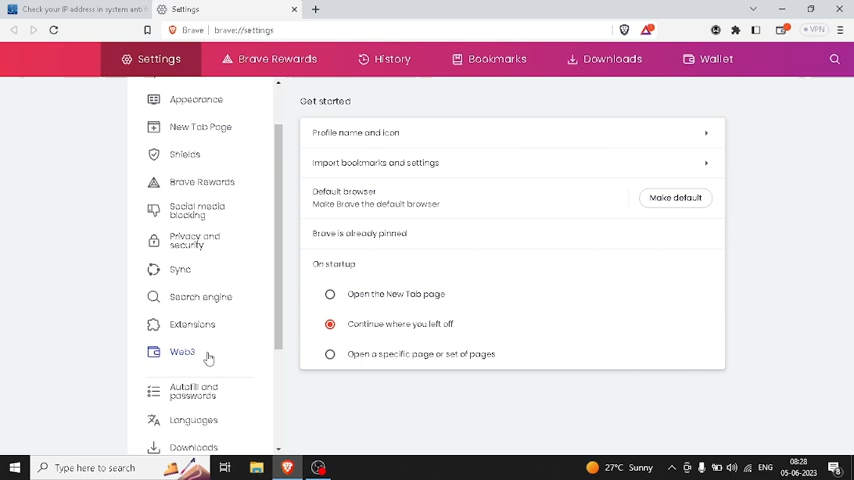 Check your IP address in system anti f
Settings
Brave
brave://settings
VPN
Settings
Brave Rewards
History
Bookmarks
Downloads
Wallet
Appearance
New Tab Page
Shields
Brave Rewards
Social media
blocking
Privacy and
security
Sync
Search engine
Extensions
Web3
Autofill and
passwords
Languages
Downloads
Get started
Profile name and icon
Import bookmarks and settings
Default browser
Make Brave the default browser
Make default
Brave is already pinned
On startup
Open the New Tab page
Continue where you left off
Open a specific page or set of pages
Type here to search
27°C Sunny
ENG
08:28
05-06-2023
8